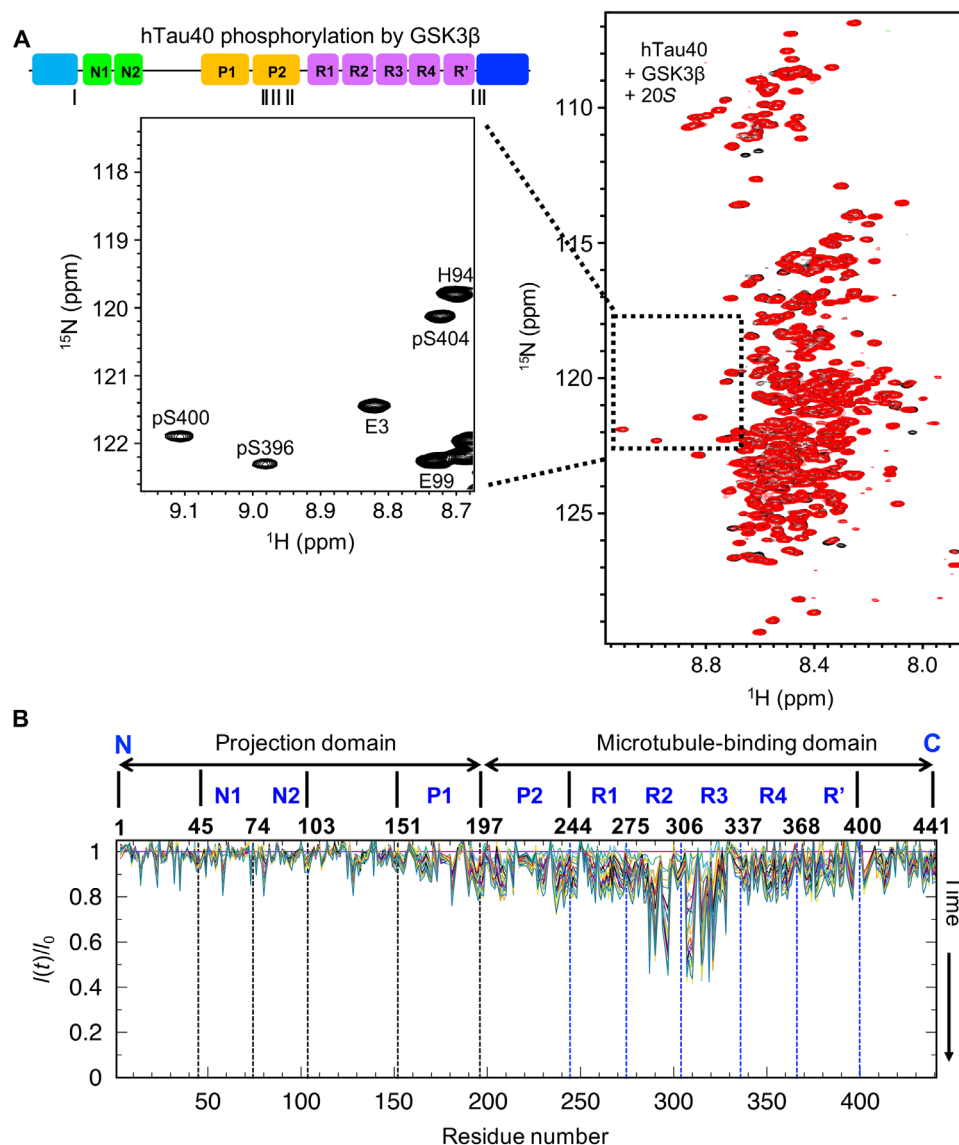 A
hTau40 phosphorylation by GSK3β
N1 N2 P1 P2 R1 R2 R3 R4 R'
hTau40
+ GSK3β
+ 20S
118
119
120
121
122
¹⁵N (ppm)
H94
pS404
E3
pS400
pS396
E99
9.1 9.0 8.9 8.8 8.7
¹H (ppm)
110
115
120
125
¹⁵N (ppm)
8.8 8.4 8.0
¹H (ppm)
B
N Projection domain Microtubule-binding domain C
N1 N2 P1 P2 R1 R2 R3 R4 R’
1 45 74 103 151 197 244 275 306 337 368 400 441
1
0.8
0.6
0.4
0.2
0
I(t)/I₀
Time
50 100 150 200 250 300 350 400
Residue number